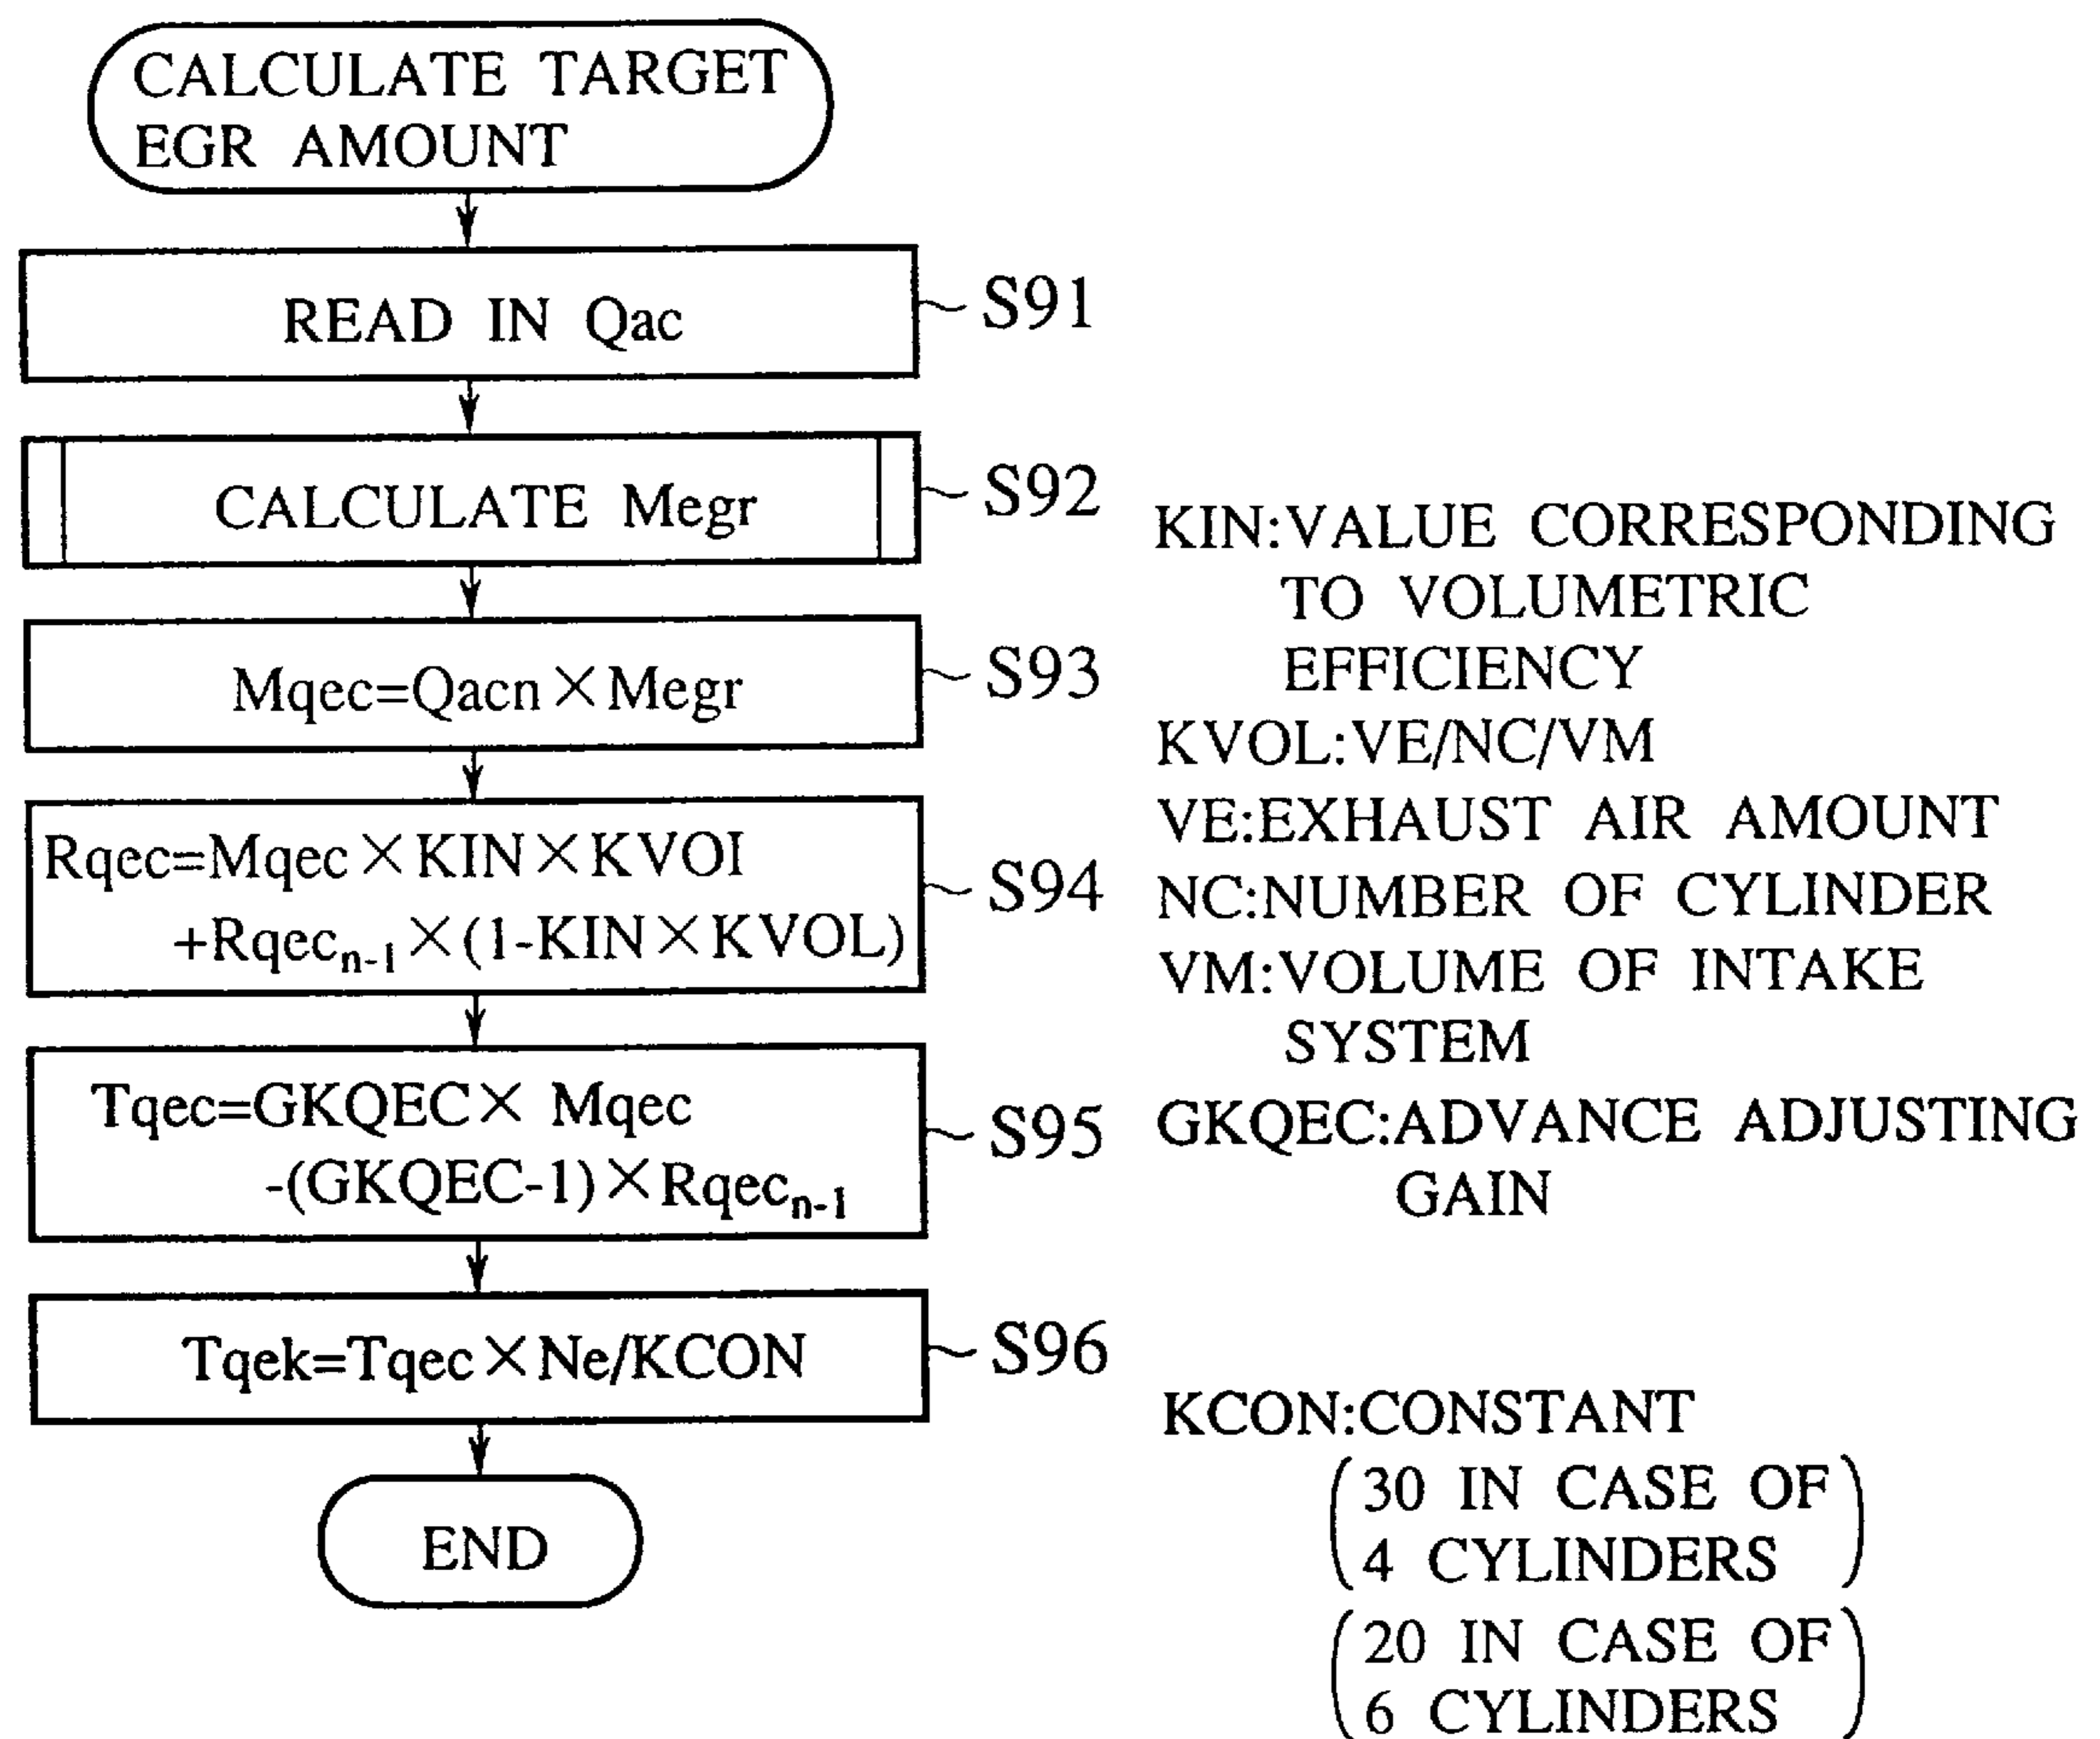 CALCULATE TARGET
EGR AMOUNT
READ IN Qac
S91
CALCULATE Megr
S92
Mqec=Qacn×Megr
S93
Rqec=Mqec×KIN×KVOI
+Rqecₙ₋₁×(1-KIN×KVOL)
S94
Tqec=GKQEC× Mqec
-(GKQEC-1)×Rqecₙ₋₁
S95
Tqek=Tqec×Ne/KCON
S96
END
KIN:VALUE CORRESPONDING
TO VOLUMETRIC
EFFICIENCY
KVOL:VE/NC/VM
VE:EXHAUST AIR AMOUNT
NC:NUMBER OF CYLINDER
VM:VOLUME OF INTAKE
SYSTEM
GKQEC:ADVANCE ADJUSTING
GAIN
KCON:CONSTANT
(30 IN CASE OF
4 CYLINDERS)
(20 IN CASE OF
6 CYLINDERS)